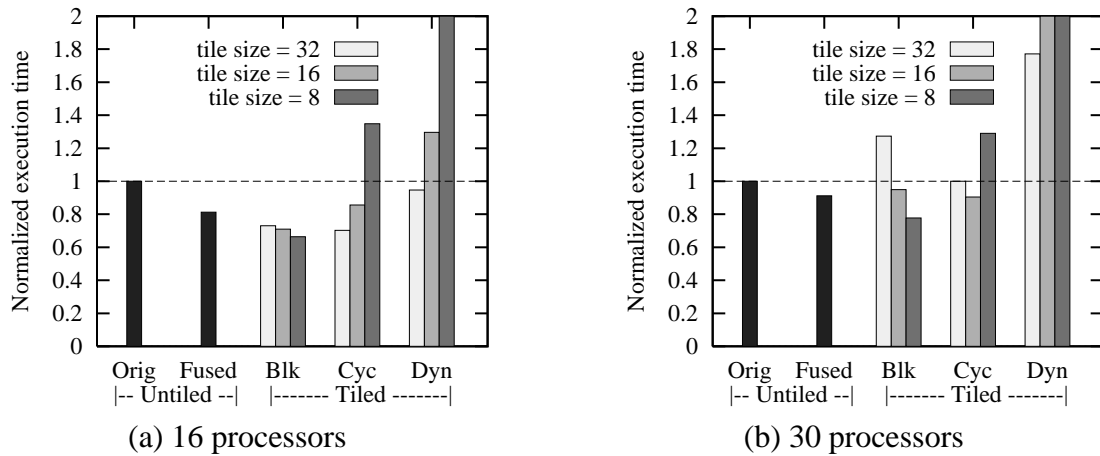 Normalized execution time
2
1.8
1.6
1.4
1.2
1
0.8
0.6
0.4
0.2
0
tile size = 32
tile size = 16
tile size = 8
Orig Fused Blk Cyc Dyn
|-- Untiled --| |------- Tiled -------|
(a) 16 processors
Normalized execution time
2
1.8
1.6
1.4
1.2
1
0.8
0.6
0.4
0.2
0
tile size = 32
tile size = 16
tile size = 8
Orig Fused Blk Cyc Dyn
|-- Untiled --| |------- Tiled -------|
(b) 30 processors